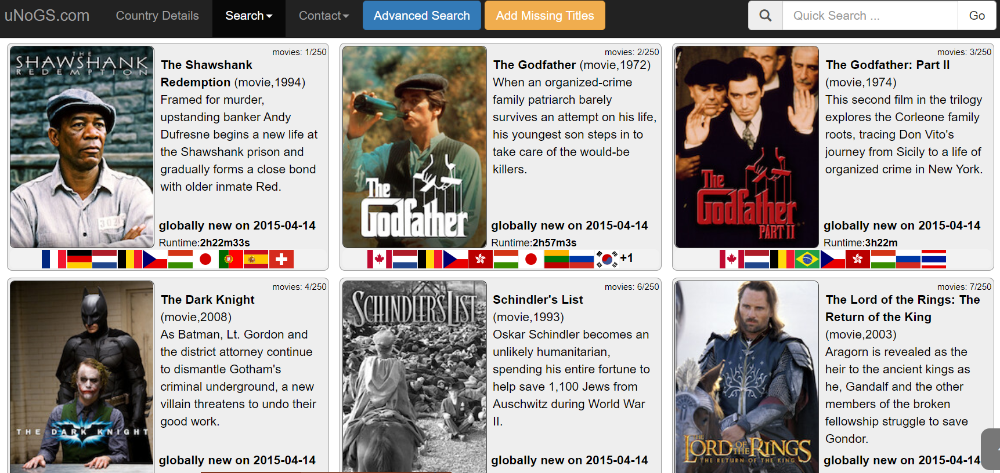 uNoGS.com Country Details Search Contact Advanced Search Add Missing Titles Quick Search ... Go
movies: 1/250
The Shawshank
Redemption (movie,1994)
Framed for murder,
upstanding banker Andy
Dufresne begins a new life at
the Shawshank prison and
gradually forms a close bond
with older inmate Red.
globally new on 2015-04-14
Runtime:2h22m33s
THE
SHAWSHANK
REDEMPTION
movies: 2/250
The Godfather (movie,1972)
When an organized-crime
family patriarch barely
survives an attempt on his life,
his youngest son steps in to
take care of the would-be
killers.
globally new on 2015-04-14
Runtime:2h57m3s
+1
The
Godfather
movies: 3/250
The Godfather: Part II
(movie,1974)
This second film in the trilogy
explores the Corleone family
roots, tracing Don Vito's
journey from Sicily to a life of
organized crime in New York.
globally new on 2015-04-14
Runtime:3h22m
The
Godfather
PART II
movies: 4/250
The Dark Knight
(movie,2008)
As Batman, Lt. Gordon and
the district attorney continue
to dismantle Gotham's
criminal underground, a new
villain threatens to undo their
good work.
globally new on 2015-04-14
THE DARK KNIGHT
movies: 6/250
Schindler's List
(movie,1993)
Oskar Schindler becomes an
unlikely humanitarian,
spending his entire fortune to
help save 1,100 Jews from
Auschwitz during World War
II.
globally new on 2015-04-14
SCHINDLER'S LIST
movies: 7/250
The Lord of the Rings: The
Return of the King
(movie,2003)
Aragorn is revealed as the
heir to the ancient kings as
he, Gandalf and the other
members of the broken
fellowship struggle to save
Gondor.
globally new on 2015-04-14
THE
LORD OF THE RINGS
THE RETURN OF THE KING